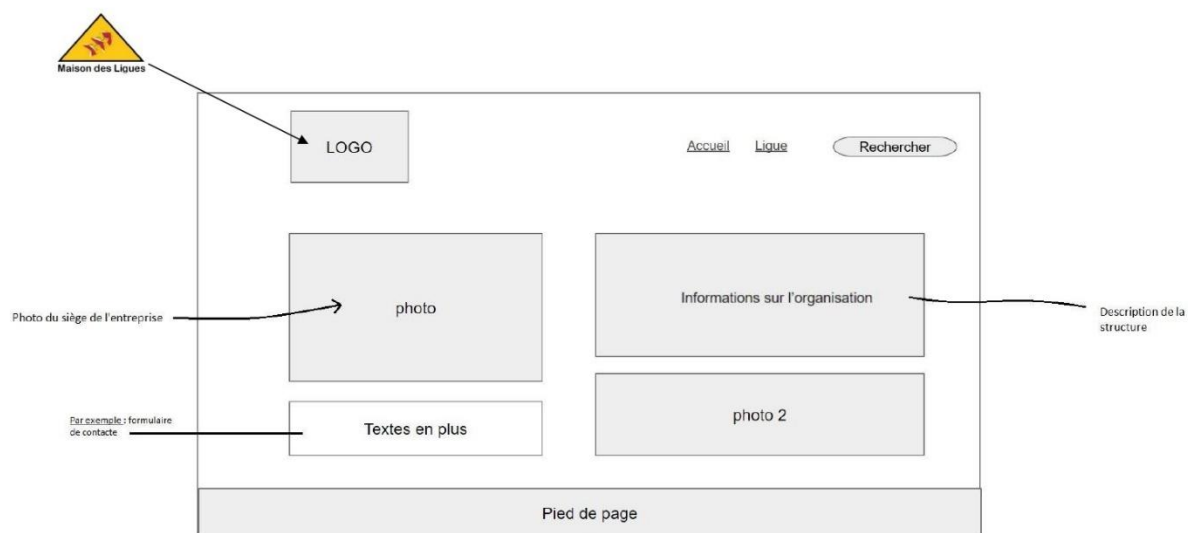 Maison des Ligues
LOGO
Accueil
Ligue
Rechercher
Photo du siège de l'entreprise
photo
Informations sur l'organisation
Description de la
structure
Par exemple : formulaire
de contacte
Textes en plus
photo 2
Pied de page